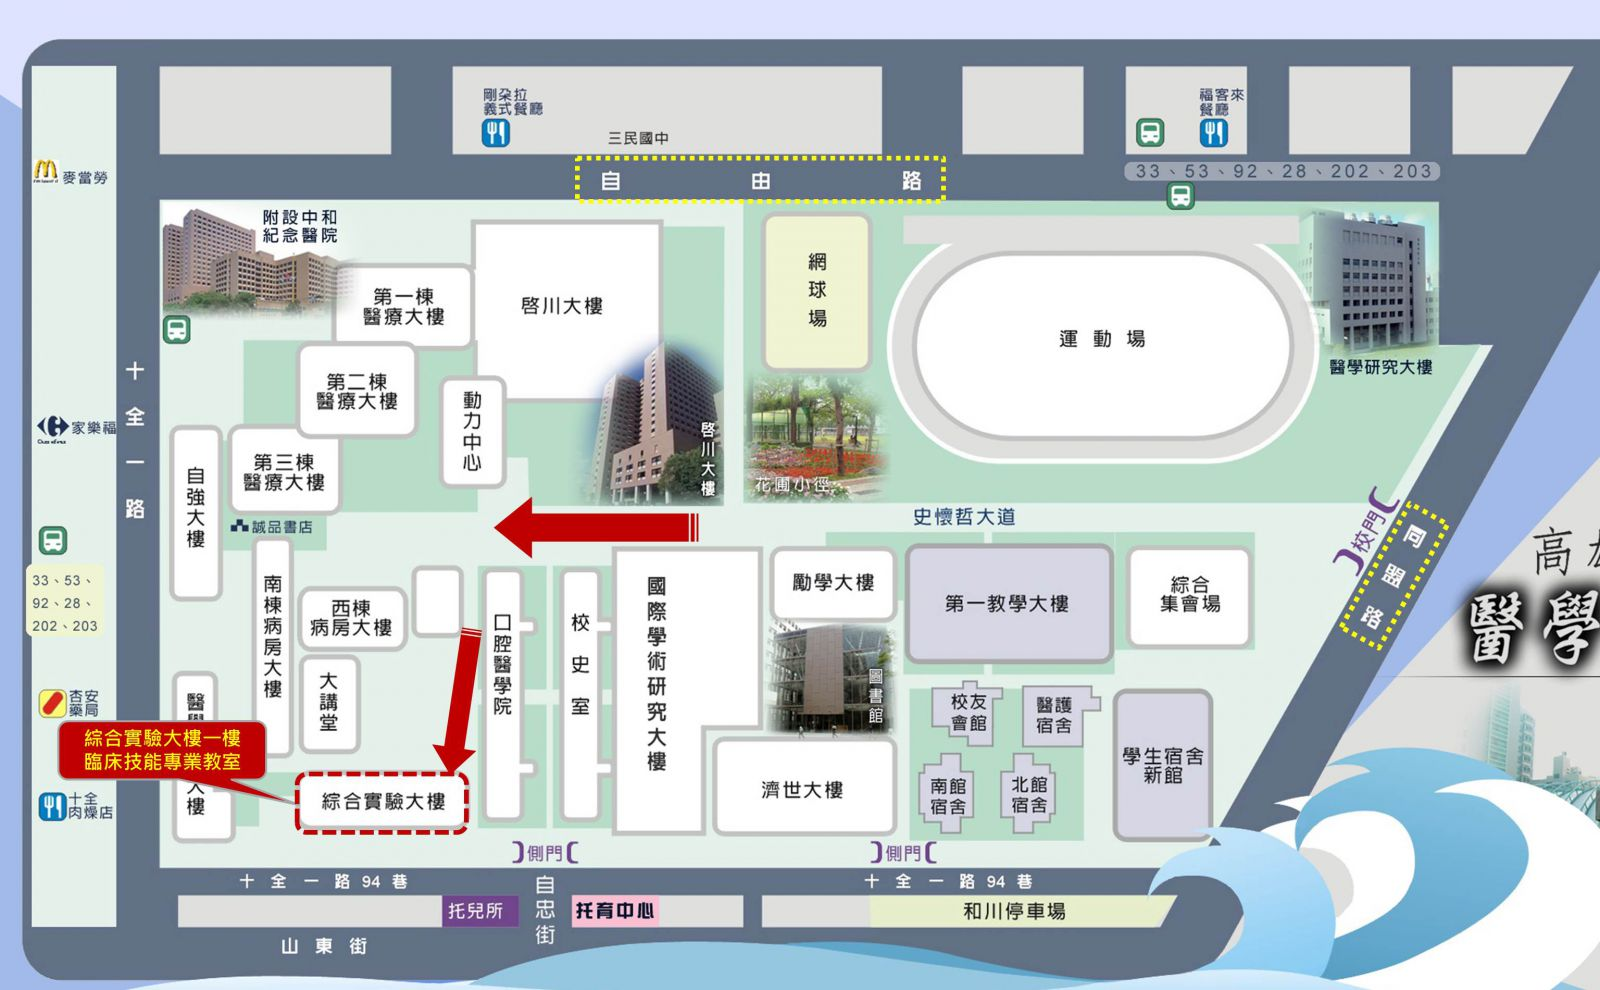 剛朵拉
義式餐廳
三民國中
福客來
餐廳
33、53、92、28、202、203
自由路
麥當勞
家樂福
33、53、
92、28、
202、203
杏安
藥局
十全
肉燥店
十全一路
附設中和
紀念醫院
第一棟
醫療大樓
啓川大樓
第二棟
醫療大樓
動力中心
第三棟
醫療大樓
自強大樓
誠品書店
啓川大樓
網球場
花圃小徑
運動場
醫學研究大樓
史懷哲大道
校門
同盟路
南棟病房大樓
西棟
病房大樓
大講堂
口腔醫學院
校史室
國際學術研究大樓
勵學大樓
圖書館
第一教學大樓
綜合
集會場
校友
會館
醫護
宿舍
南館
宿舍
北館
宿舍
學生宿舍
新館
濟世大樓
綜合實驗大樓一樓
臨床技能專業教室
綜合實驗大樓
側門
側門
十全一路94巷
十全一路94巷
托兒所
自忠街
托育中心
和川停車場
山東街
高
醫學